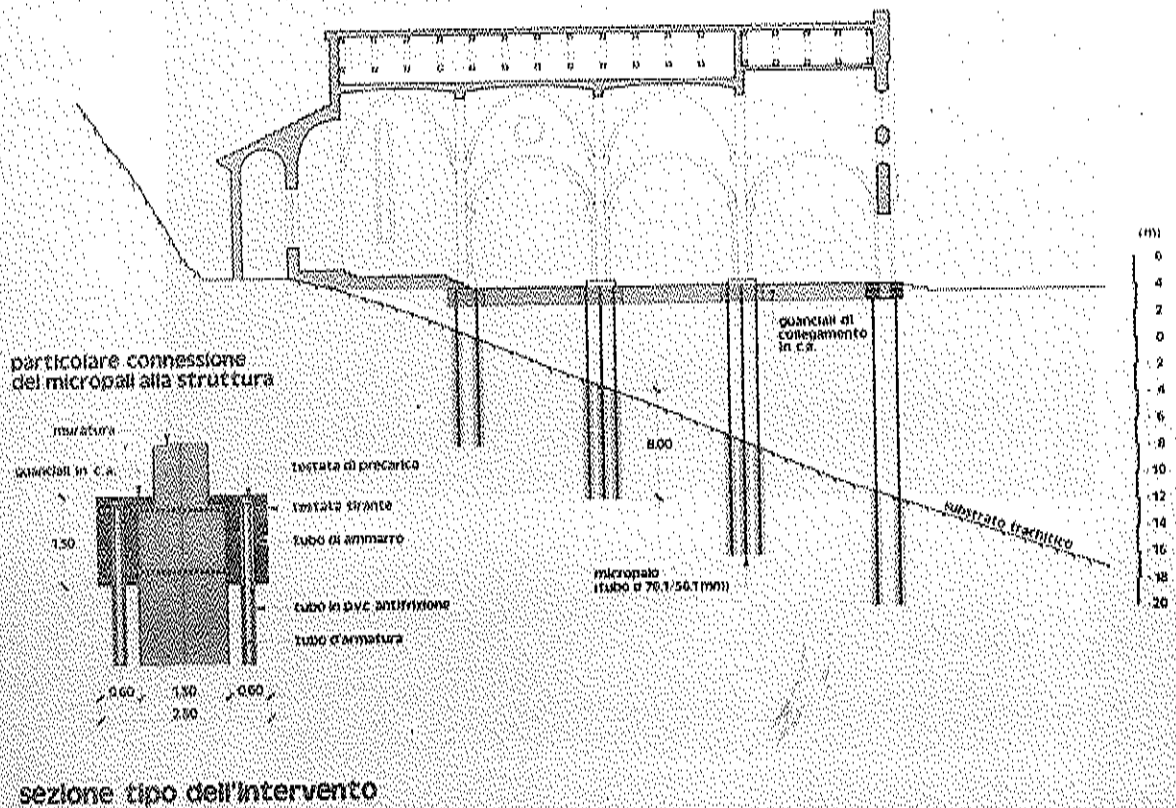 (m)
6
4
2
0
- 2
- 4
- 6
- 8
- 10
- 12
- 14
- 16
- 18
- 20
guanciali di
collegamento
in c.a.
8.00
substrato trachitico
micropalo
(tubo ø 70.1/50.1(mm))
particolare connessione
dei micropali alla struttura
muratura
guanciali in c.a.
1.50
testata di precarica
testata tirante
tubo di ammarro
tubo in p.v.c. antifrizione
tubo d'armatura
0.60
1.30
0.60
2.50
sezione tipo dell'intervento